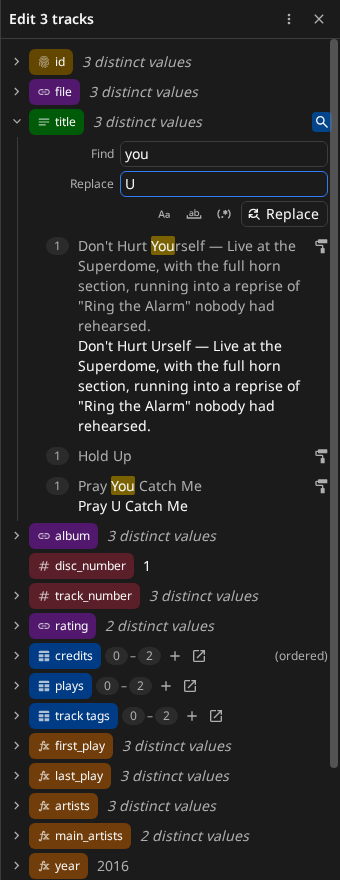 Edit 3 tracks
id 3 distinct values
file 3 distinct values
title 3 distinct values
Find you
Replace U
Aa ab. (.*) Replace
1 Don't Hurt Yourself — Live at the
Superdome, with the full horn
section, running into a reprise of
"Ring the Alarm" nobody had
rehearsed.
Don't Hurt Urself — Live at the
Superdome, with the full horn
section, running into a reprise of
"Ring the Alarm" nobody had
rehearsed.
1 Hold Up
1 Pray You Catch Me
Pray U Catch Me
album 3 distinct values
# disc_number 1
# track_number 3 distinct values
rating 2 distinct values
credits 0 – 2 + (ordered)
plays 0 – 2 +
track tags 0 – 2 +
fx first_play 3 distinct values
fx last_play 3 distinct values
fx artists 3 distinct values
fx main_artists 2 distinct values
fx year 2016